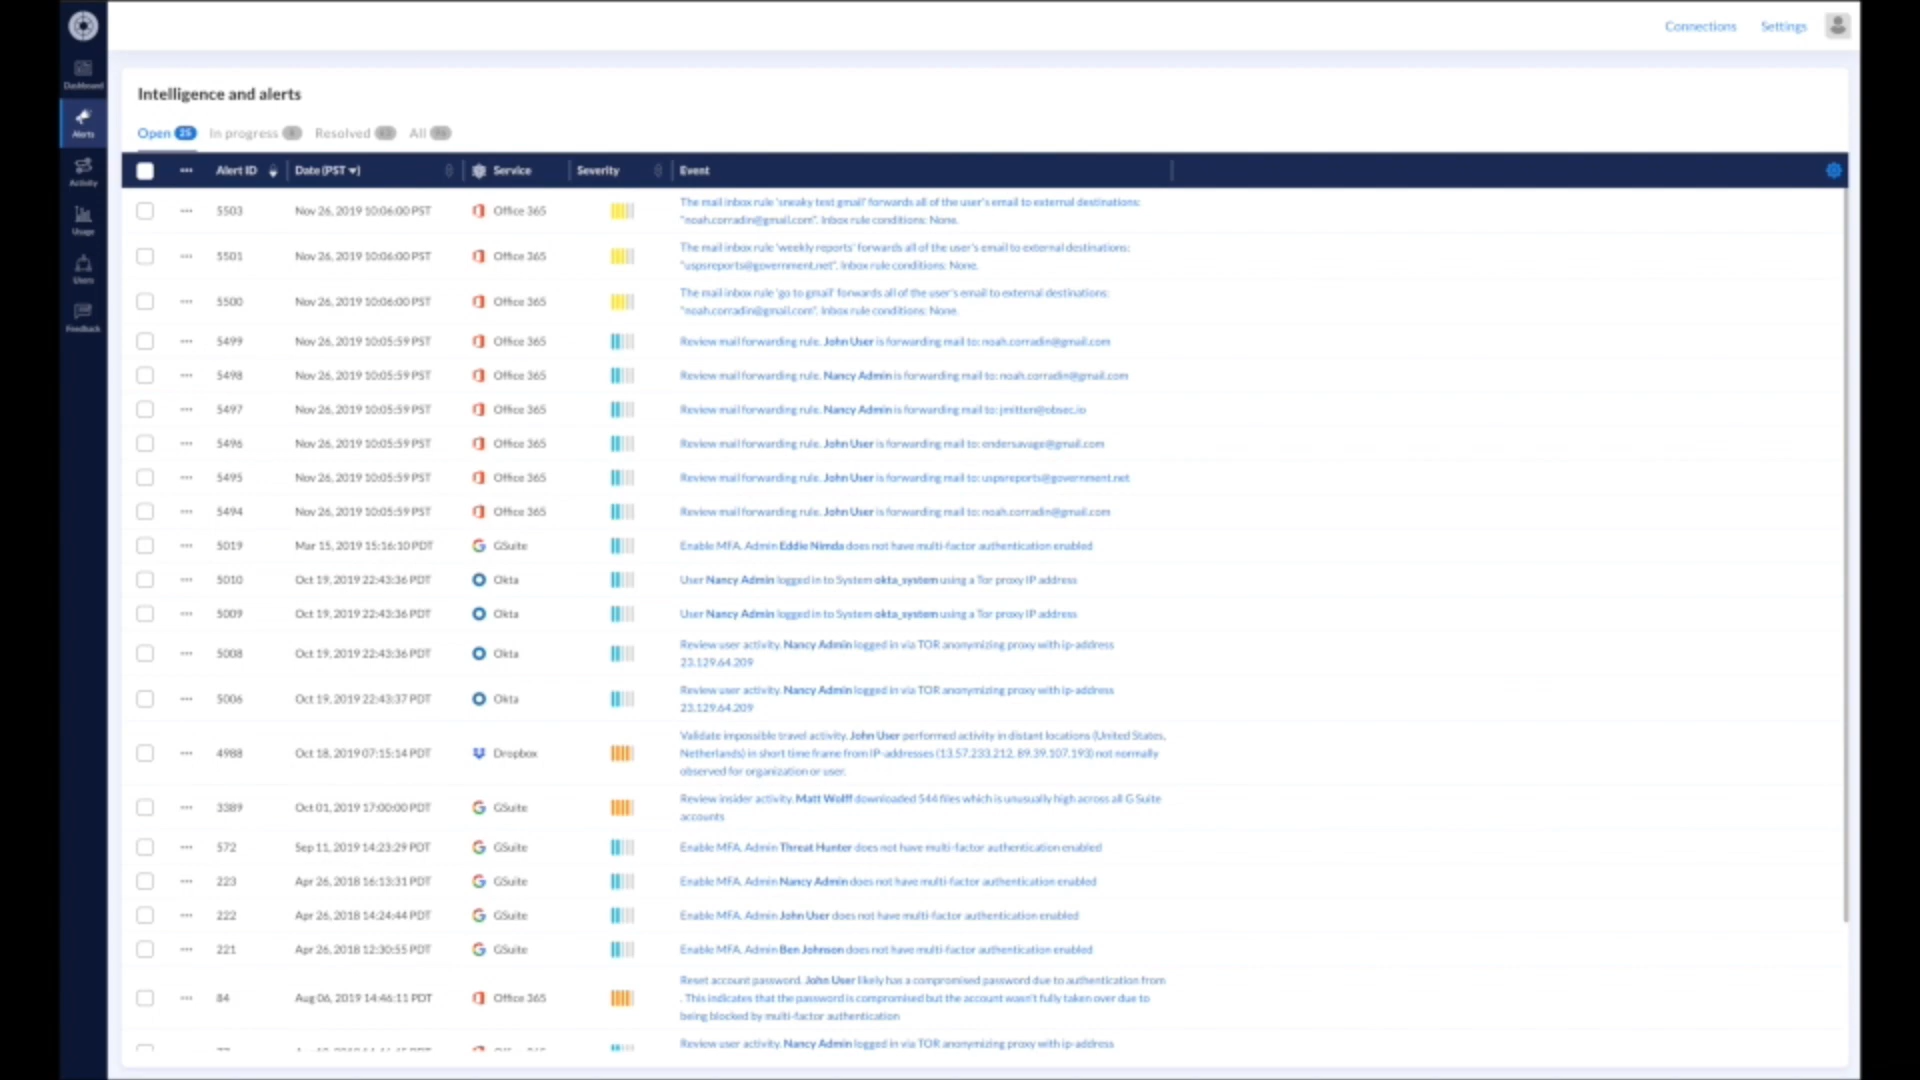 Connections Settings
Dashboard
Alerts
Activity
Usage
Users
Feedback
Intelligence and alerts
Open 25 In progress Resolved All
Alert ID Date (PST) Service Severity Event
5503 Nov 26, 2019 10:06:00 PST Office 365 The mail inbox rule 'sneaky test gmail' forwards all of the user's email to external destinations:
"noah.corradin@gmail.com". Inbox rule conditions: None.
5501 Nov 26, 2019 10:06:00 PST Office 365 The mail inbox rule 'weekly reports' forwards all of the user's email to external destinations:
"uspsreports@government.net". Inbox rule conditions: None.
5500 Nov 26, 2019 10:06:00 PST Office 365 The mail inbox rule 'go to gmail' forwards all of the user's email to external destinations:
"noah.corradin@gmail.com". Inbox rule conditions: None.
5499 Nov 26, 2019 10:05:59 PST Office 365 Review mail forwarding rule. John User is forwarding mail to: noah.corradin@gmail.com
5498 Nov 26, 2019 10:05:59 PST Office 365 Review mail forwarding rule. Nancy Admin is forwarding mail to: noah.corradin@gmail.com
5497 Nov 26, 2019 10:05:59 PST Office 365 Review mail forwarding rule. Nancy Admin is forwarding mail to: jmitten@obsec.io
5496 Nov 26, 2019 10:05:59 PST Office 365 Review mail forwarding rule. John User is forwarding mail to: endersavage@gmail.com
5495 Nov 26, 2019 10:05:59 PST Office 365 Review mail forwarding rule. John User is forwarding mail to: uspsreports@government.net
5494 Nov 26, 2019 10:05:59 PST Office 365 Review mail forwarding rule. John User is forwarding mail to: noah.corradin@gmail.com
5019 Mar 15, 2019 15:16:10 PDT GSuite Enable MFA. Admin Eddie Nimda does not have multi-factor authentication enabled
5010 Oct 19, 2019 22:43:36 PDT Okta User Nancy Admin logged in to System okta_system using a Tor proxy IP address
5009 Oct 19, 2019 22:43:36 PDT Okta User Nancy Admin logged in to System okta_system using a Tor proxy IP address
5008 Oct 19, 2019 22:43:36 PDT Okta Review user activity. Nancy Admin logged in via TOR anonymizing proxy with ip-address
23.129.64.209
5006 Oct 19, 2019 22:43:37 PDT Okta Review user activity. Nancy Admin logged in via TOR anonymizing proxy with ip-address
23.129.64.209
4988 Oct 18, 2019 07:15:14 PDT Dropbox Validate impossible travel activity. John User performed activity in distant locations (United States,
Netherlands) in short time frame from IP-addresses (13.57.233.212, 89.39.107.193) not normally
observed for organization or user.
3389 Oct 01, 2019 17:00:00 PDT GSuite Review insider activity. Matt Wolff downloaded 544 files which is unusually high across all G Suite
accounts
572 Sep 11, 2019 14:23:29 PDT GSuite Enable MFA. Admin Threat Hunter does not have multi-factor authentication enabled
223 Apr 26, 2018 16:13:31 PDT GSuite Enable MFA. Admin Nancy Admin does not have multi-factor authentication enabled
222 Apr 26, 2018 14:24:44 PDT GSuite Enable MFA. Admin John User does not have multi-factor authentication enabled
221 Apr 26, 2018 12:30:55 PDT GSuite Enable MFA. Admin Ben Johnson does not have multi-factor authentication enabled
84 Aug 06, 2019 14:46:11 PDT Office 365 Reset account password. John User likely has a compromised password due to authentication from
. This indicates that the password is compromised but the account wasn't fully taken over due to
being blocked by multi-factor authentication
Review user activity. Nancy Admin logged in via TOR anonymizing proxy with ip-address